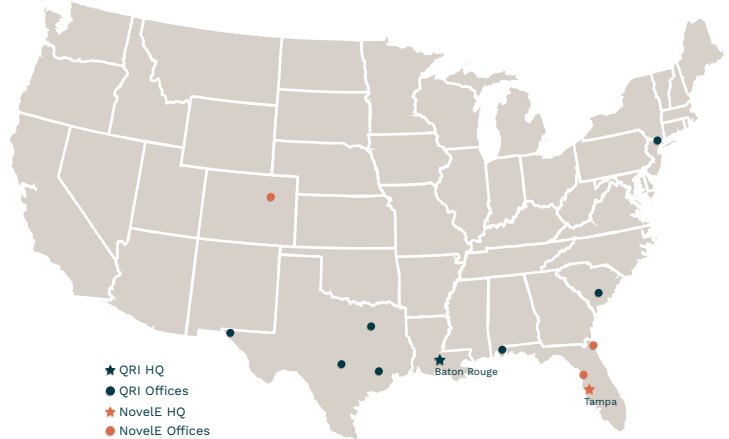 QRI HQ
Baton Rouge
QRI Offices
Tampa
NovelE HQ
NovelE Offices